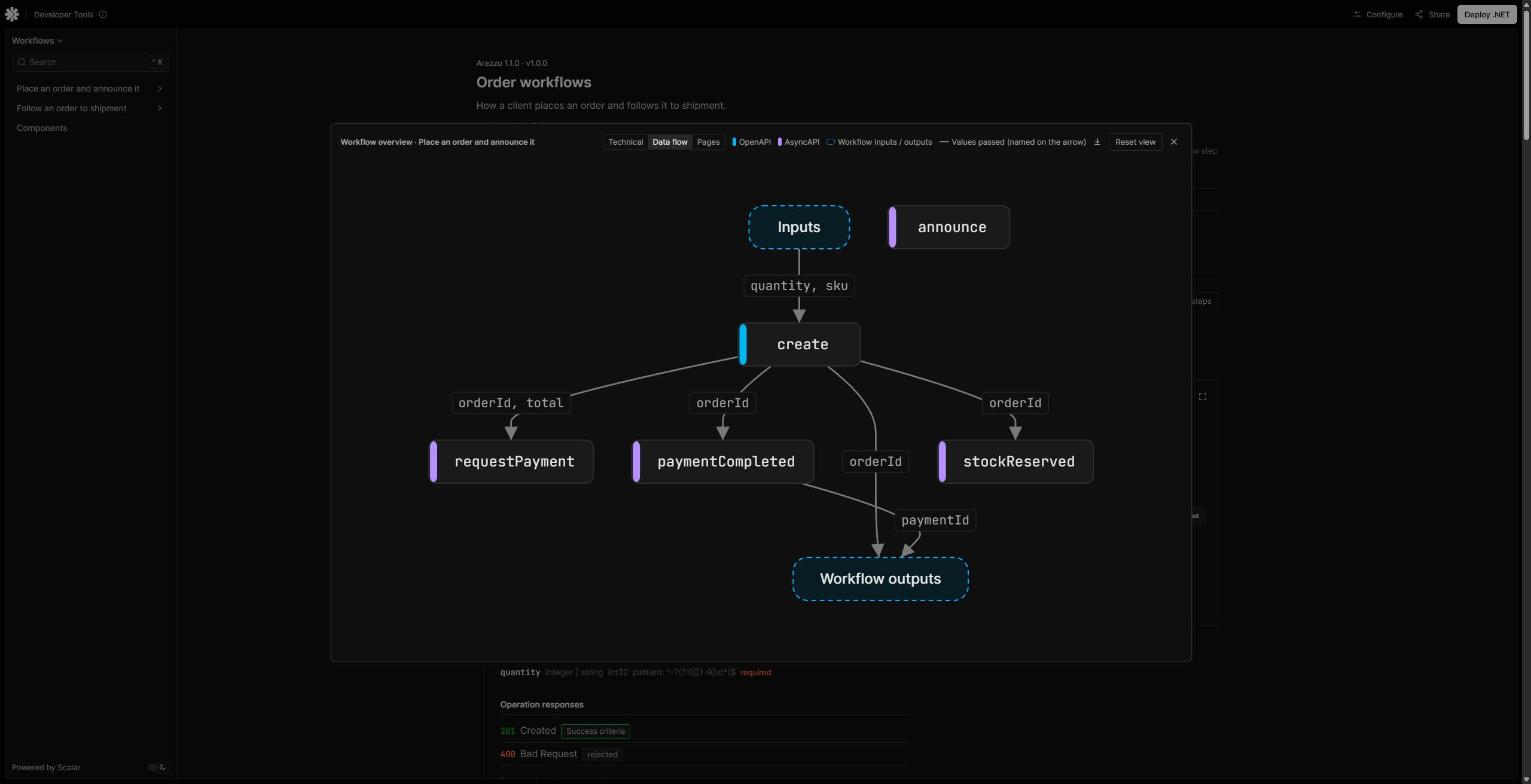 Developer Tools
Configure
Share
Deploy .NET
Workflows
Search
^ K
Place an order and announce it
Follow an order to shipment
Components
Arazzo 1.1.0 · v1.0.0
Order workflows
How a client places an order and follows it to shipment.
Workflow overview · Place an order and announce it
Technical
Data flow
Pages
OpenAPI
AsyncAPI
Workflow inputs / outputs
Values passed (named on the arrow)
Reset view
w step
Inputs
announce
quantity, sku
steps
create
orderId, total
orderId
orderId
requestPayment
paymentCompleted
orderId
stockReserved
paymentId
Workflow outputs
quantity integer | string int32 pattern: ^-?(?:0|[1-9]\d*)$ required
Operation responses
201 Created Success criteria
400 Bad Request rejected
Powered by Scalar